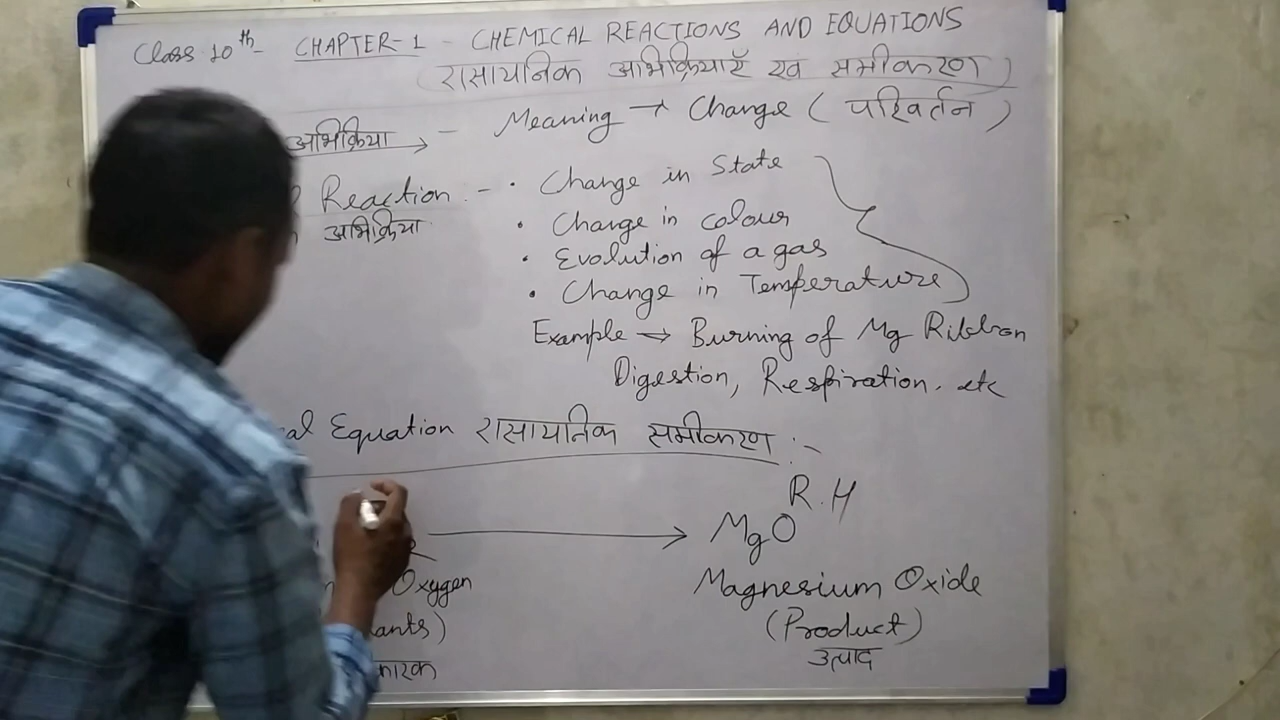 Class 10th- CHAPTER-1 - CHEMICAL REACTIONS AND EQUATIONS
(रासायनिक अभिक्रियाएँ एवं समीकरण)
अभिक्रिया → - Meaning → Change (परिवर्तन)
Reaction :- • Change in State
अभिक्रिया
• Change in colour
• Evolution of a gas
• Change in Temperature
Example → Burning of Mg Ribbon
Digestion, Respiration. etc
al Equation रासायनिक समीकरण :-
R.H
→ MgO
Oxygen Magnesium Oxide
ants) (Product)
कारक उत्पाद